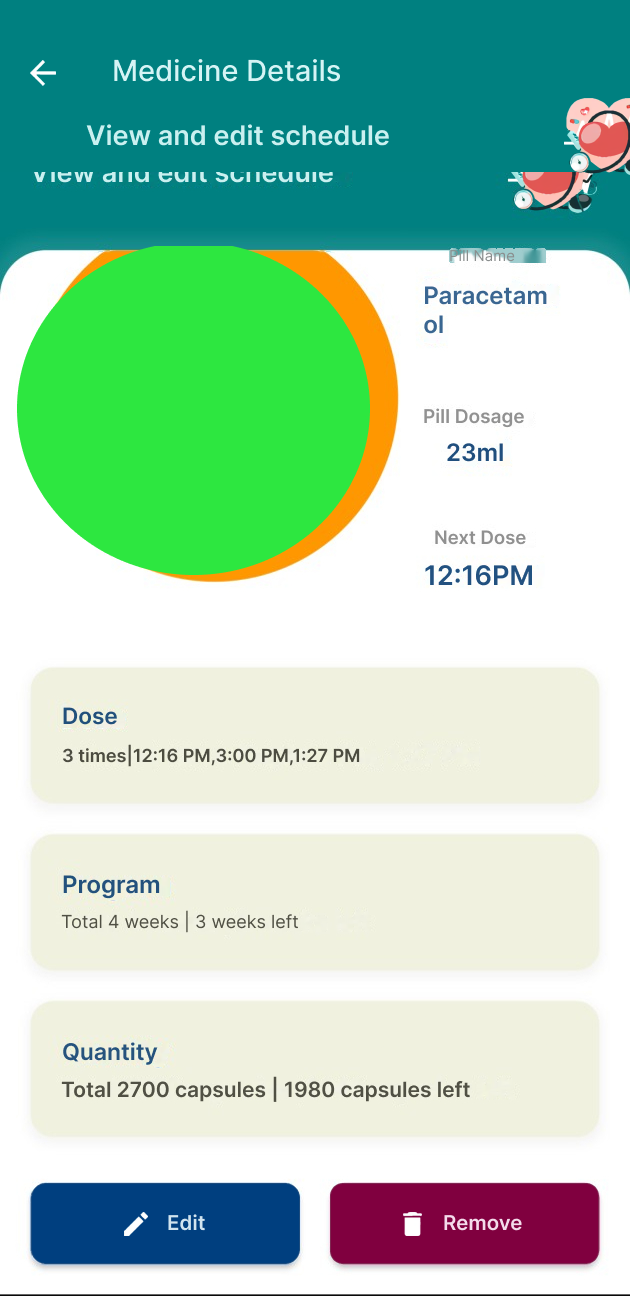 Medicine Details
View and edit schedule
View and edit schedule
Pill Name
Paracetam
ol
Pill Dosage
23ml
Next Dose
12:16PM
Dose
3 times|12:16 PM,3:00 PM,1:27 PM
Program
Total 4 weeks | 3 weeks left
Quantity
Total 2700 capsules | 1980 capsules left
Edit
Remove